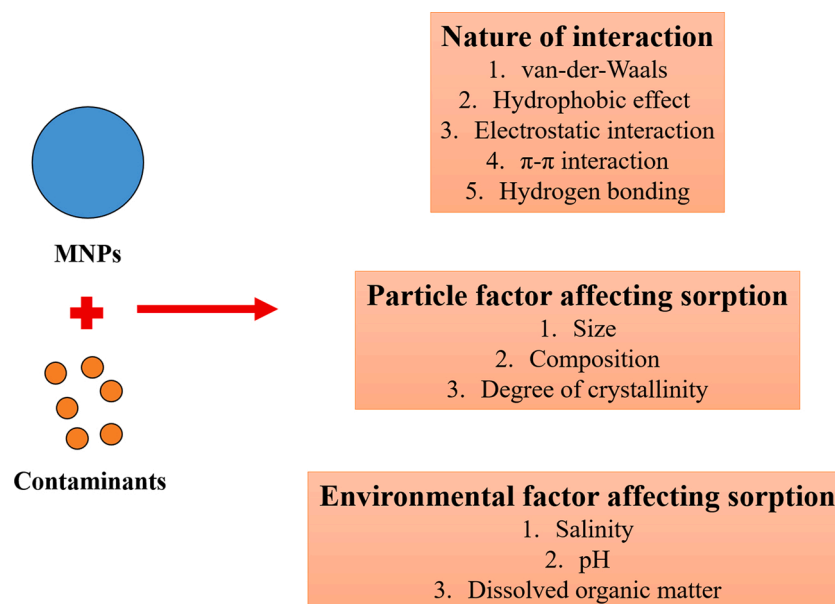 MNPs
Contaminants
Nature of interaction
1. van-der-Waals
2. Hydrophobic effect
3. Electrostatic interaction
4. π-π interaction
5. Hydrogen bonding
Particle factor affecting sorption
1. Size
2. Composition
3. Degree of crystallinity
Environmental factor affecting sorption
1. Salinity
2. pH
3. Dissolved organic matter